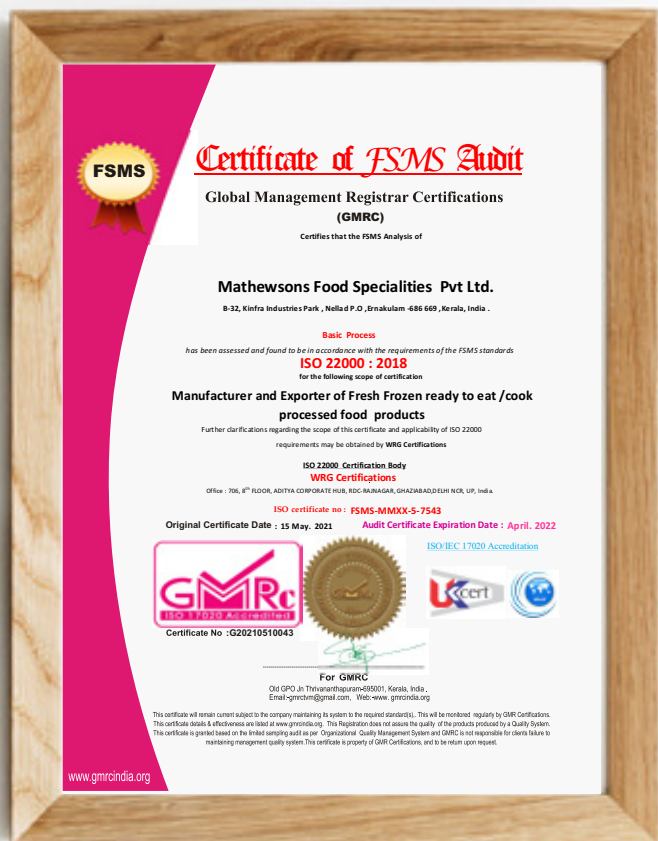 FSMS
Certificate of FSMS Audit
Global Management Registrar Certifications
(GMRC)
Certifies that the FSMS Analysis of
Mathewsons Food Specialities Pvt Ltd.
B-32, Kinfra Industries Park , Nellad P.O ,Ernakulam -686 669 ,Kerala, India .
Basic Process
has been assessed and found to be in accordance with the requirements of the FSMS standards
ISO 22000 : 2018
for the following scope of certification
Manufacturer and Exporter of Fresh Frozen ready to eat /cook
processed food products
Further clarifications regarding the scope of this certificate and applicability of ISO 22000
requirements may be obtained by WRG Certifications
ISO 22000 Certification Body
WRG Certifications
Office : 706, 8th FLOOR, ADITYA CORPORATE HUB, RDC-RAJNAGAR, GHAZIABAD,DELHI NCR, UP, India.
ISO certificate no : FSMS-MMXX-5-7543
Original Certificate Date : 15 May. 2021 Audit Certificate Expiration Date : April. 2022
ISO/IEC 17020 Accreditation
GMRc
ISO 17020 Accredited
UKcert
Certificate No :G20210510043
For GMRC
Old GPO Jn Thrivananthapuram-695001, Kerala, India .
Email:-gmrctvm@gmail.com, Web:-www. gmrcindia.org
This certificate will remain current subject to the company maintaining its system to the required standard(s),. This will be monitored regularly by GMR Certifications.
This certificate details & effectiveness are listed at www.gmrcindia.org. This Registration does not assure the quality of the products produced by a Quality System.
This certificate is granted based on the limited sampling audit as per Organizational Quality Management System and GMRC is not responsible for clients failure to
maintaining management quality system.This certificate is property of GMR Certifications, and to be return upon request.
www.gmrcindia.org